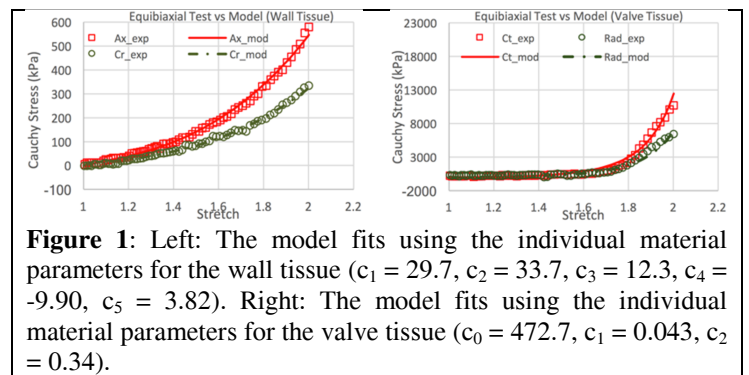 Equibiaxial Test vs Model (Wall Tissue)
Ax_exp Ax_mod
Cr_exp Cr_mod
Cauchy Stress (kPa)
600
500
400
300
200
100
0
-100
1 1.2 1.4 1.6 1.8 2 2.2
Stretch
Equibiaxial Test vs Model (Valve Tissue)
Ct_exp Rad_exp
Ct_mod Rad_mod
Cauchy Stress (kPa)
23000
18000
13000
8000
3000
-2000
1 1.2 1.4 1.6 1.8 2 2.2
Stretch
Figure 1: Left: The model fits using the individual material
parameters for the wall tissue (c₁ = 29.7, c₂ = 33.7, c₃ = 12.3, c₄ =
-9.90, c₅ = 3.82). Right: The model fits using the individual
material parameters for the valve tissue (c₀ = 472.7, c₁ = 0.043, c₂
= 0.34).